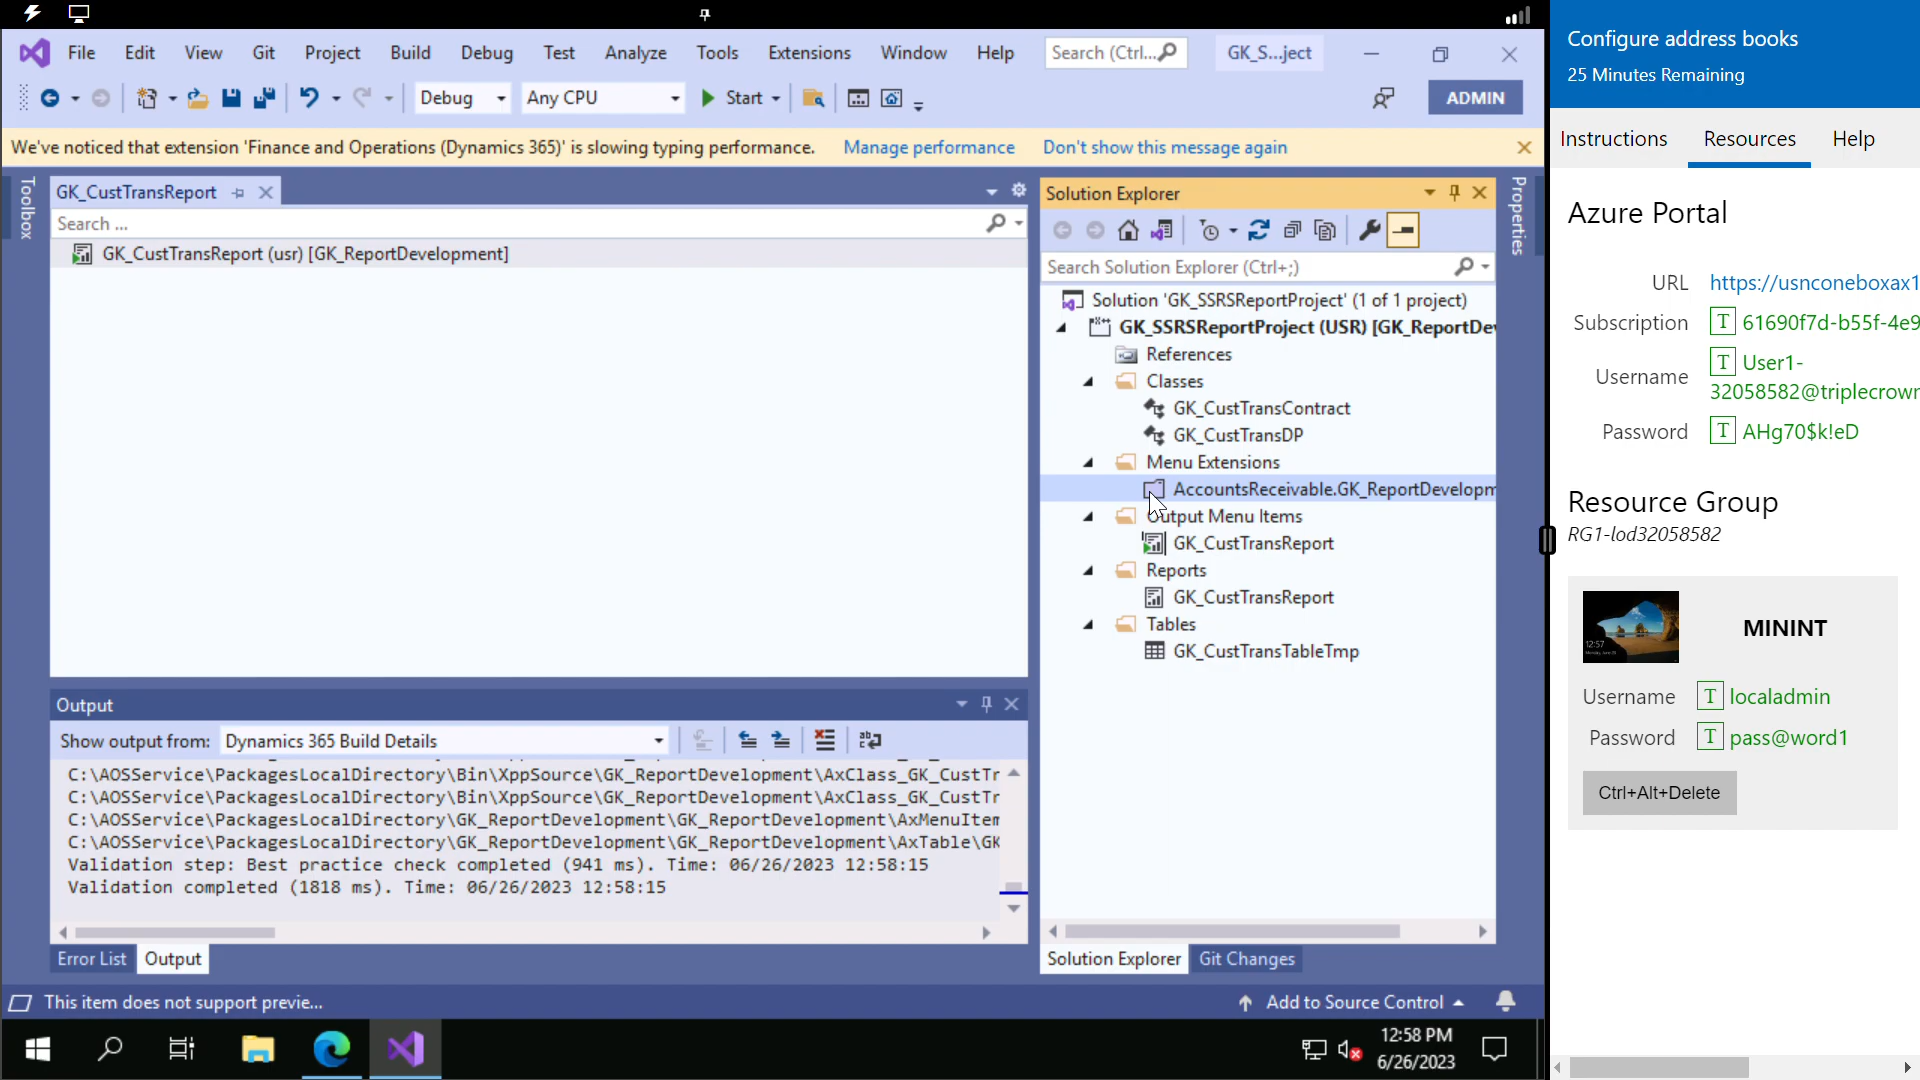 File Edit View Git Project Build Debug Test Analyze Tools Extensions Window Help Search (Ctrl... GK_S...ject
Debug Any CPU Start ADMIN
We've noticed that extension 'Finance and Operations (Dynamics 365)' is slowing typing performance. Manage performance Don't show this message again
Toolbox
GK_CustTransReport
Search ...
GK_CustTransReport (usr) [GK_ReportDevelopment]
Solution Explorer
Search Solution Explorer (Ctrl+;)
Solution 'GK_SSRSReportProject' (1 of 1 project)
GK_SSRSReportProject (USR) [GK_ReportDev
References
Classes
GK_CustTransContract
GK_CustTransDP
Menu Extensions
AccountsReceivable.GK_ReportDevelopm
Output Menu Items
GK_CustTransReport
Reports
GK_CustTransReport
Tables
GK_CustTransTableTmp
Properties
Output
Show output from: Dynamics 365 Build Details
C:\AOSService\PackagesLocalDirectory\Bin\XppSource\GK_ReportDevelopment\AxClass_GK_CustTr
C:\AOSService\PackagesLocalDirectory\Bin\XppSource\GK_ReportDevelopment\AxClass_GK_CustTr
C:\AOSService\PackagesLocalDirectory\GK_ReportDevelopment\GK_ReportDevelopment\AxMenuItem
C:\AOSService\PackagesLocalDirectory\GK_ReportDevelopment\GK_ReportDevelopment\AxTable\GK
Validation step: Best practice check completed (941 ms). Time: 06/26/2023 12:58:15
Validation completed (1818 ms). Time: 06/26/2023 12:58:15
Error List Output
Solution Explorer Git Changes
This item does not support previe...
Add to Source Control
12:58 PM
6/26/2023
Configure address books
25 Minutes Remaining
Instructions Resources Help
Azure Portal
URL https://usnconeboxax1
Subscription T 61690f7d-b55f-4e9
Username T User1-
32058582@triplecrown
Password T AHg70$k!eD
Resource Group
RG1-lod32058582
12:57
MININT
Username T localadmin
Password T pass@word1
Ctrl+Alt+Delete